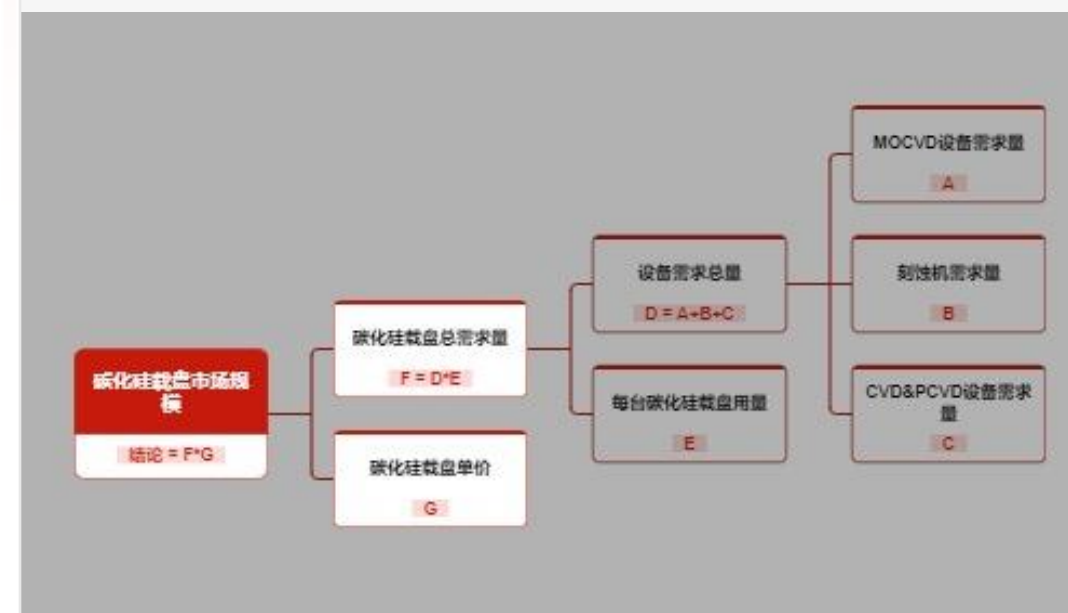 碳化硅载盘市场规
模
结论 = F*G
碳化硅载盘总需求量
F = D*E
碳化硅载盘单价
G
设备需求总量
D = A+B+C
每台碳化硅载盘用量
E
MOCVD设备需求量
A
刻蚀机需求量
B
CVD&PCVD设备需求
量
C